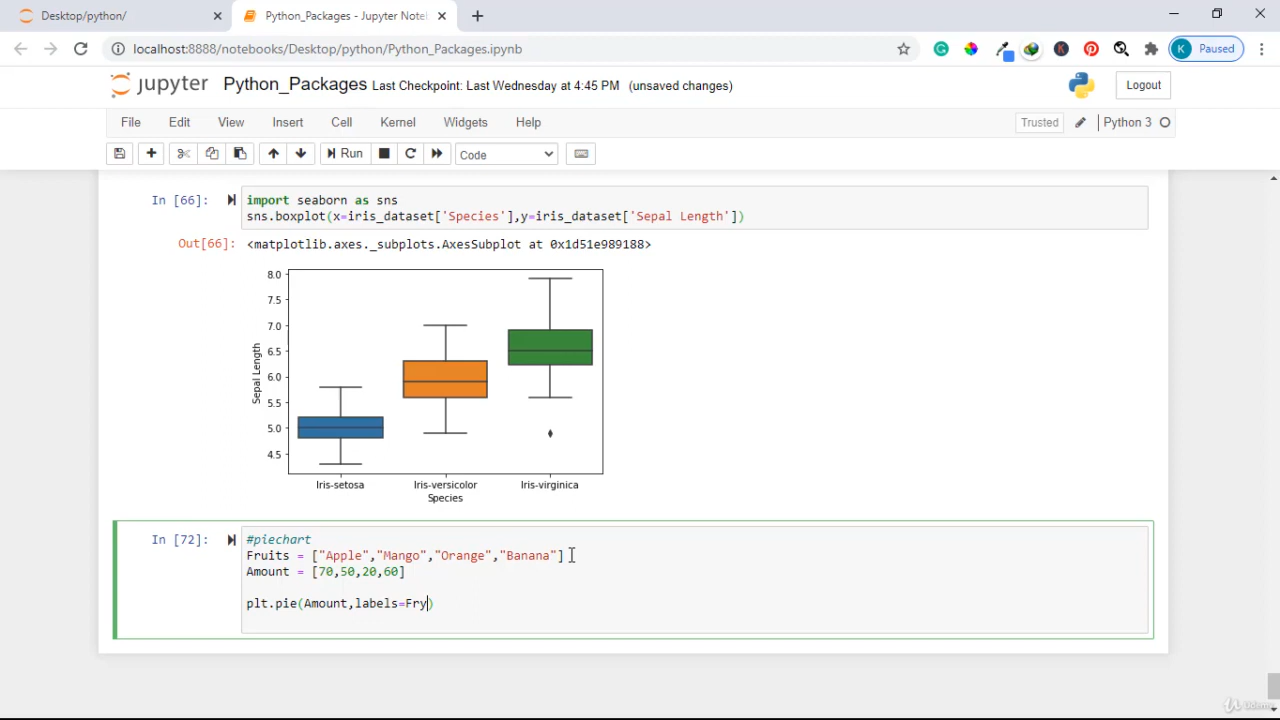 Desktop/python/
Python_Packages - Jupyter Notebo
localhost:8888/notebooks/Desktop/python/Python_Packages.ipynb
K Paused
jupyter Python_Packages Last Checkpoint: Last Wednesday at 4:45 PM (unsaved changes)
Logout
File Edit View Insert Cell Kernel Widgets Help
Trusted Python 3
Run Code
In [66]:
import seaborn as sns
sns.boxplot(x=iris_dataset['Species'],y=iris_dataset['Sepal Length'])
Out[66]:
<matplotlib.axes._subplots.AxesSubplot at 0x1d51e989188>
8.0
7.5
7.0
6.5
6.0
5.5
5.0
4.5
Sepal Length
Iris-setosa Iris-versicolor Iris-virginica
Species
In [72]:
#piechart
Fruits = ["Apple","Mango","Orange","Banana"]
Amount = [70,50,20,60]
plt.pie(Amount,labels=Fry)
Udemy